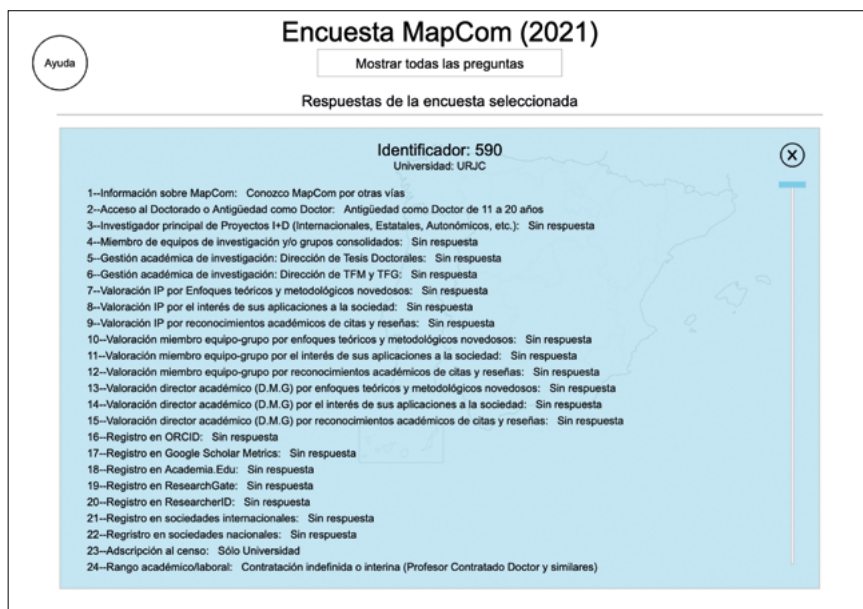 Encuesta MapCom (2021)
Ayuda
Mostrar todas las preguntas
Respuestas de la encuesta seleccionada
Identificador: 590
X
Universidad: URJC
1--Información sobre MapCom: Conozco MapCom por otras vías
2--Acceso al Doctorado o Antigüedad como Doctor: Antigüedad como Doctor de 11 a 20 años
3--Investigador principal de Proyectos I+D (Internacionales, Estatales, Autonómicos, etc.): Sin respuesta
4--Miembro de equipos de investigación y/o grupos consolidados: Sin respuesta
5--Gestión académica de investigación: Dirección de Tesis Doctorales: Sin respuesta
6--Gestión académica de investigación: Dirección de TFM y TFG: Sin respuesta
7--Valoración IP por Enfoques teóricos y metodológicos novedosos: Sin respuesta
8--Valoración IP por el interés de sus aplicaciones a la sociedad: Sin respuesta
9--Valoración IP por reconocimientos académicos de citas y reseñas: Sin respuesta
10--Valoración miembro equipo-grupo por enfoques teóricos y metodológicos novedosos: Sin respuesta
11--Valoración miembro equipo-grupo por el interés de sus aplicaciones a la sociedad: Sin respuesta
12--Valoración miembro equipo-grupo por reconocimientos académicos de citas y reseñas: Sin respuesta
13--Valoración director académico (D.M.G) por enfoques teóricos y metodológicos novedosos: Sin respuesta
14--Valoración director académico (D.M.G) por el interés de sus aplicaciones a la sociedad: Sin respuesta
15--Valoración director académico (D.M.G) por reconocimientos académicos de citas y reseñas: Sin respuesta
16--Registro en ORCID: Sin respuesta
17--Registro en Google Scholar Metrics: Sin respuesta
18--Registro en Academia.Edu: Sin respuesta
19--Registro en ResearchGate: Sin respuesta
20--Registro en ResearcherID: Sin respuesta
21--Registro en sociedades internacionales: Sin respuesta
22--Regristro en sociedades nacionales: Sin respuesta
23--Adscripción al censo: Sólo Universidad
24--Rango académico/laboral: Contratación indefinida o interina (Profesor Contratado Doctor y similares)